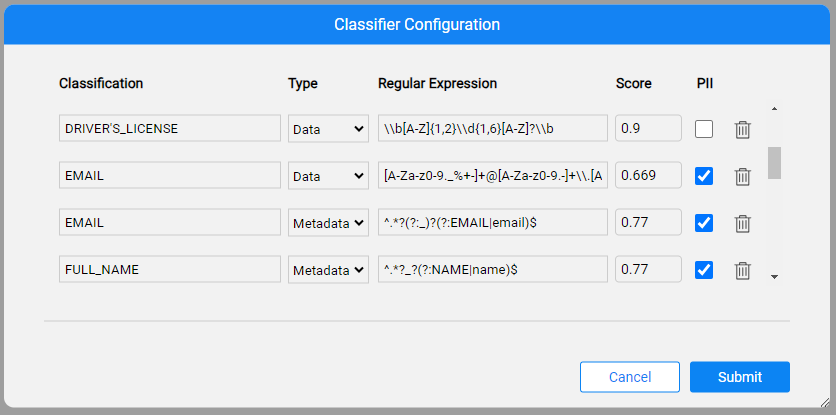 Classifier Configuration
Classification Type Regular Expression Score PII
DRIVER'S_LICENSE Data \\b[A-Z]{1,2}\\d{1,6}[A-Z]?\\b 0.9
EMAIL Data [A-Za-z0-9._%+-]+@[A-Za-z0-9.-]+\\.[A 0.669
EMAIL Metadata ^.*?(?:_)?(?:EMAIL|email)$ 0.77
FULL_NAME Metadata ^.*?_?(?:NAME|name)$ 0.77
Cancel Submit